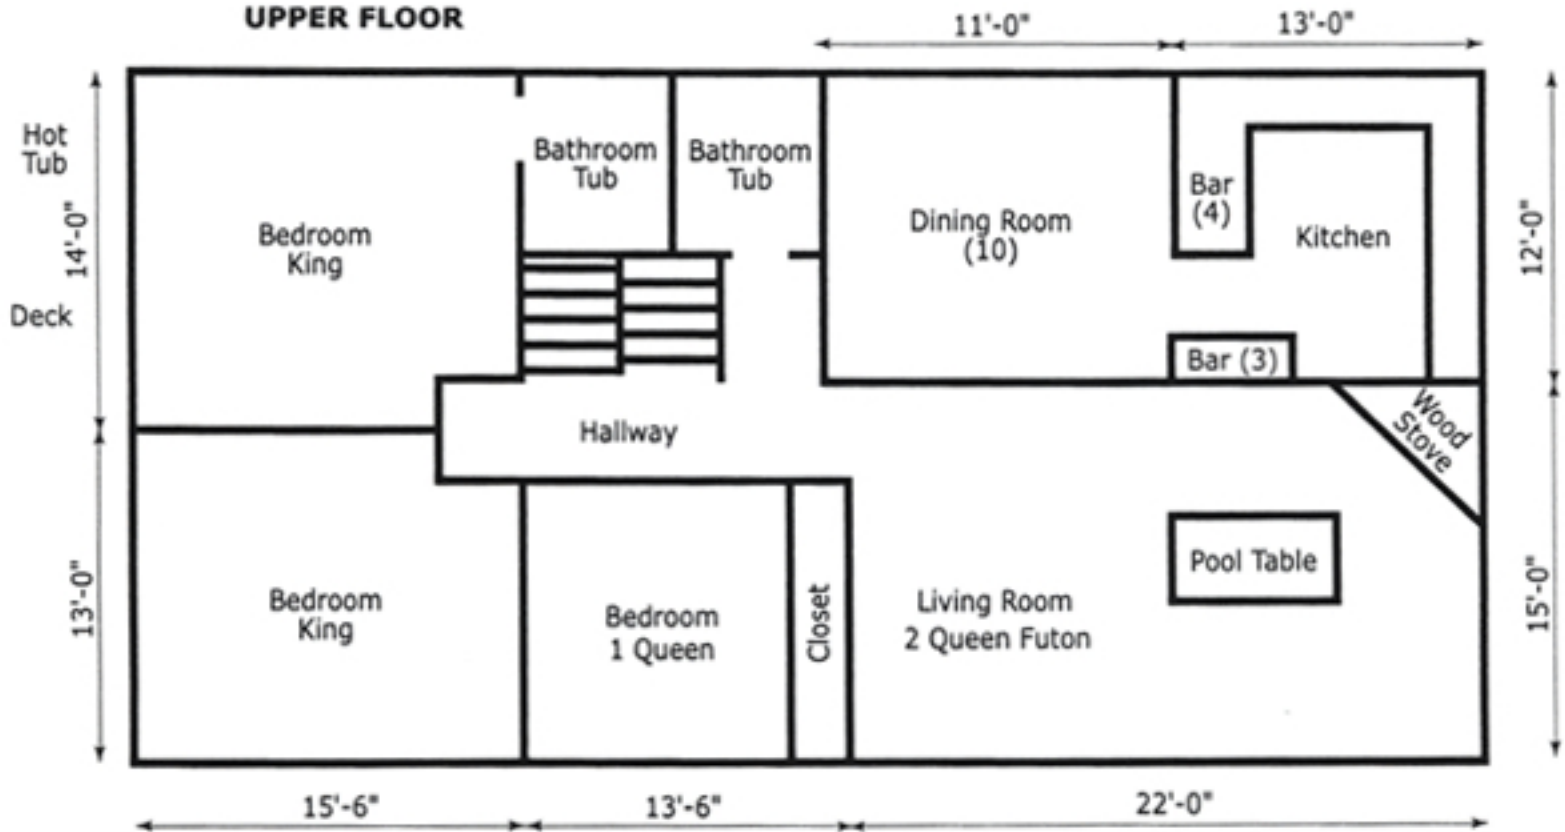 UPPER FLOOR
11'-0"
13'-0"
Hot
Tub
14'-0"
Deck
Bedroom
King
Bathroom
Tub
Bathroom
Tub
Dining Room
(10)
Bar
(4)
Kitchen
12'-0"
Bar (3)
Hallway
Wood
Stove
13'-0"
Bedroom
King
Bedroom
1 Queen
Closet
Living Room
2 Queen Futon
Pool Table
15'-0"
15'-6"
13'-6"
22'-0"